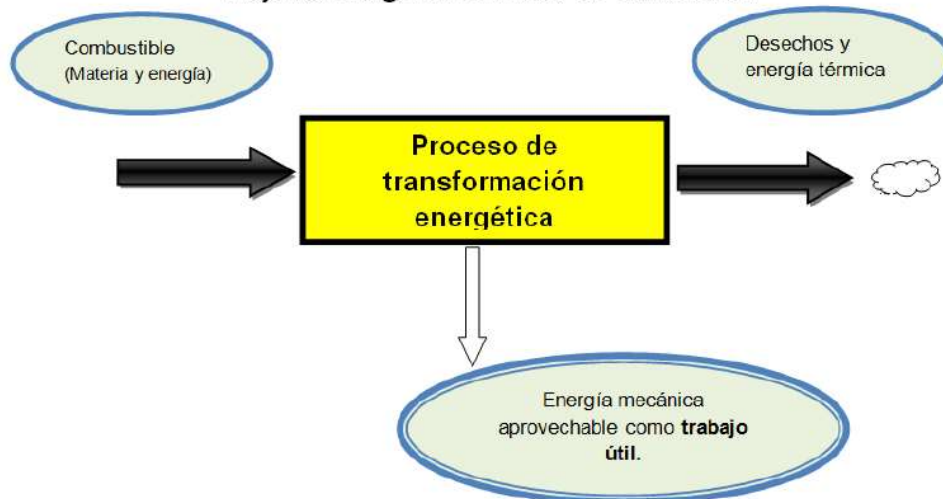 Combustible
(Materia y energía)
Desechos y
energía térmica
Proceso de
transformación
energética
Energía mecánica
aprovechable como trabajo
útil.